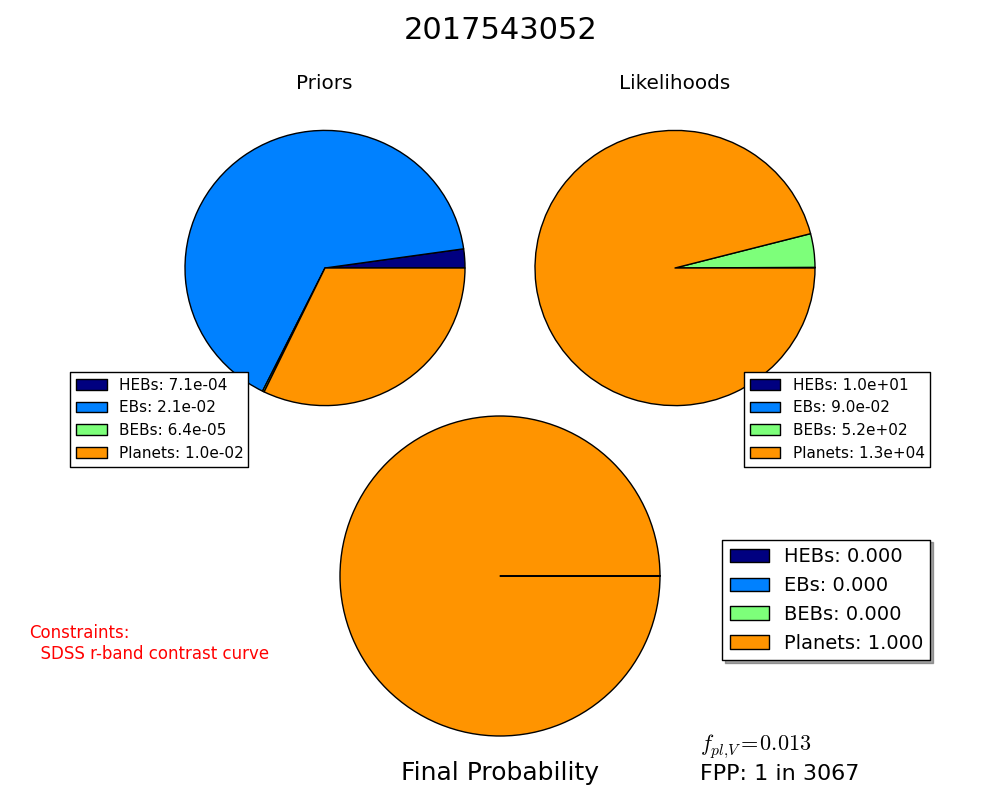 2017543052
Priors
Likelihoods
HEBs: 7.1e-04
EBs: 2.1e-02
BEBs: 6.4e-05
Planets: 1.0e-02
HEBs: 1.0e+01
EBs: 9.0e-02
BEBs: 5.2e+02
Planets: 1.3e+04
HEBs: 0.000
EBs: 0.000
BEBs: 0.000
Planets: 1.000
Constraints:
SDSS r-band contrast curve
f_{pl,V}=0.013
Final Probability
FPP: 1 in 3067